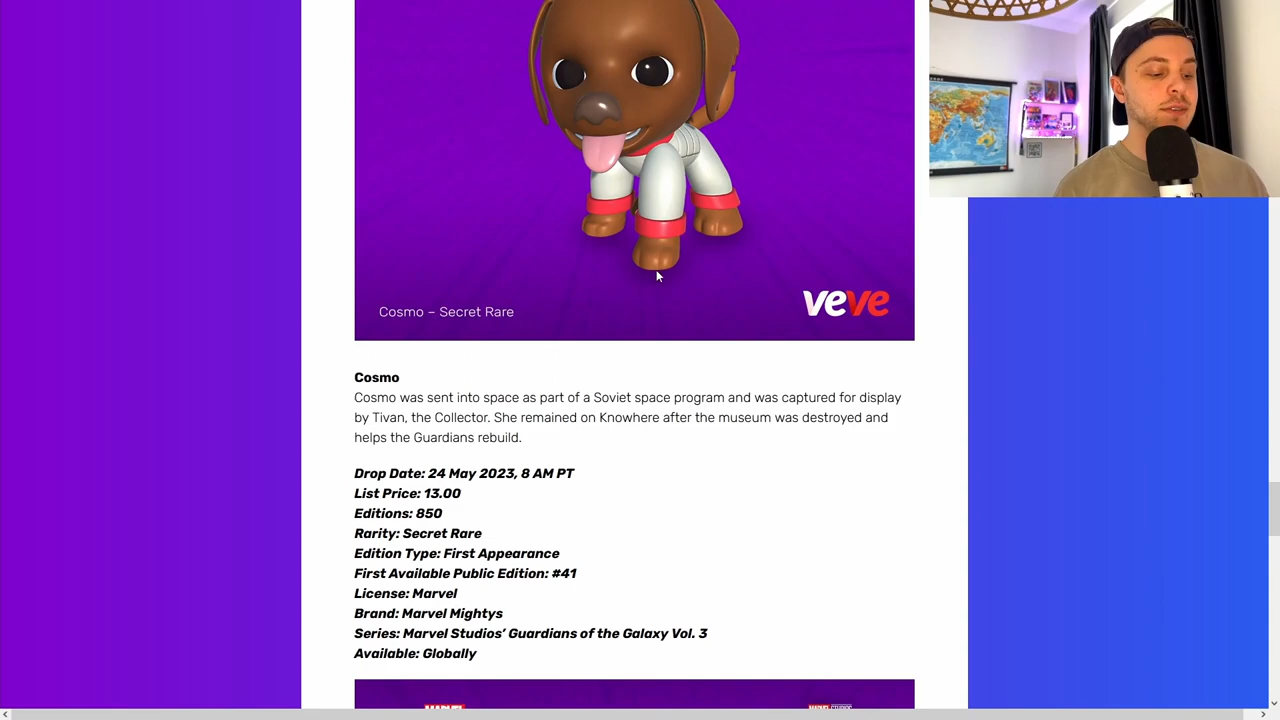 Cosmo – Secret Rare
veve
Cosmo
Cosmo was sent into space as part of a Soviet space program and was captured for display
by Tivan, the Collector. She remained on Knowhere after the museum was destroyed and
helps the Guardians rebuild.
Drop Date: 24 May 2023, 8 AM PT
List Price: 13.00
Editions: 850
Rarity: Secret Rare
Edition Type: First Appearance
First Available Public Edition: #41
License: Marvel
Brand: Marvel Mightys
Series: Marvel Studios’ Guardians of the Galaxy Vol. 3
Available: Globally
MARVEL
MARVEL STUDIOS